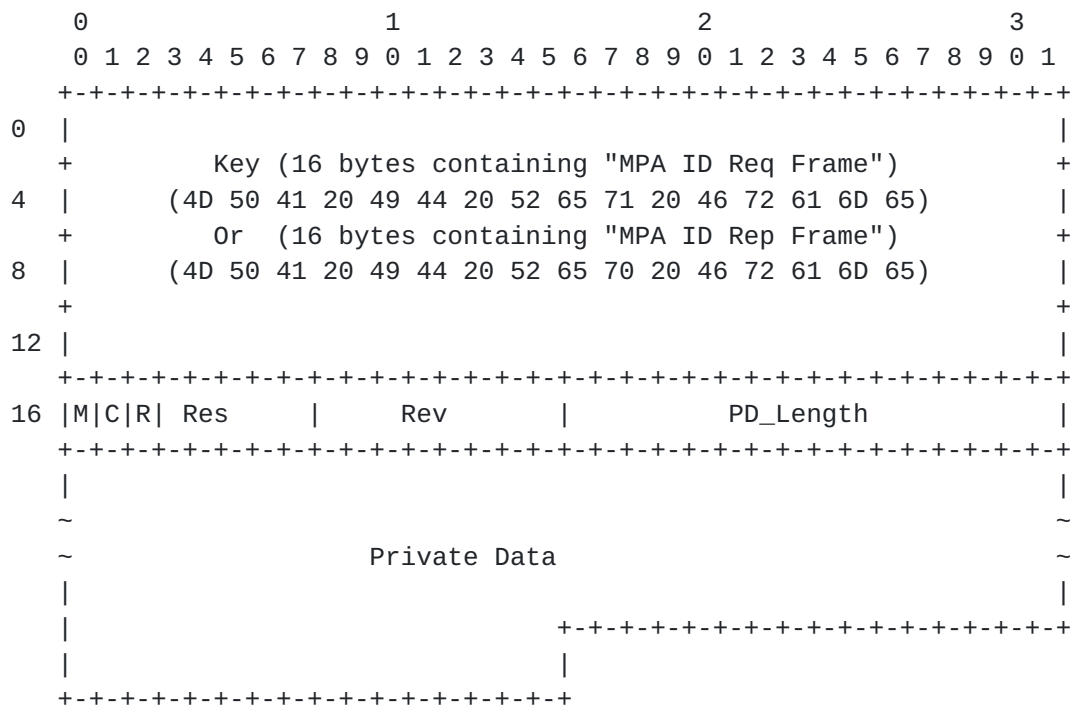 0                   1                   2                   3
    0 1 2 3 4 5 6 7 8 9 0 1 2 3 4 5 6 7 8 9 0 1 2 3 4 5 6 7 8 9 0 1
   +-+-+-+-+-+-+-+-+-+-+-+-+-+-+-+-+-+-+-+-+-+-+-+-+-+-+-+-+-+-+-+-+
0  |                                                               |
   +         Key (16 bytes containing "MPA ID Req Frame")          +
4  |      (4D 50 41 20 49 44 20 52 65 71 20 46 72 61 6D 65)        |
   +         Or  (16 bytes containing "MPA ID Rep Frame")          +
8  |      (4D 50 41 20 49 44 20 52 65 70 20 46 72 61 6D 65)        |
   +                                                               +
12 |                                                               |
   +-+-+-+-+-+-+-+-+-+-+-+-+-+-+-+-+-+-+-+-+-+-+-+-+-+-+-+-+-+-+-+-+
16 |M|C|R| Res     |     Rev       |          PD_Length            |
   +-+-+-+-+-+-+-+-+-+-+-+-+-+-+-+-+-+-+-+-+-+-+-+-+-+-+-+-+-+-+-+-+
   |                                                               |
   ~                                                               ~
   ~                   Private Data                                ~
   |                                                               |
   |                               +-+-+-+-+-+-+-+-+-+-+-+-+-+-+-+-+
   |                               |
   +-+-+-+-+-+-+-+-+-+-+-+-+-+-+-+-+